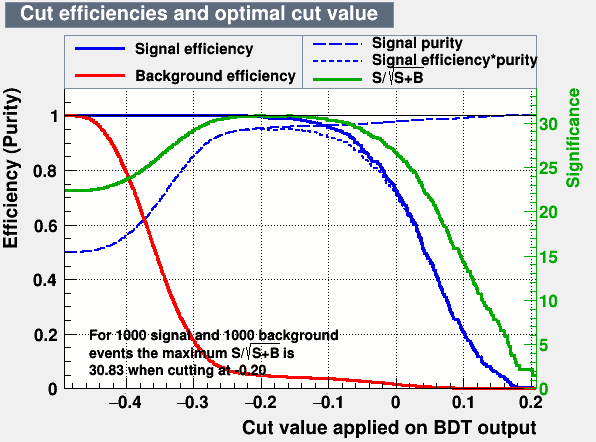 Cut efficiencies and optimal cut value
Signal efficiency
Background efficiency
Signal purity
Signal efficiency*purity
S/√S+B
Efficiency (Purity)
1
0.8
0.6
0.4
0.2
0
Significance
30
25
20
15
10
5
0
For 1000 signal and 1000 background
events the maximum S/√S+B is
30.83 when cutting at -0.20
−0.4 −0.3 −0.2 −0.1 0 0.1 0.2
Cut value applied on BDT output